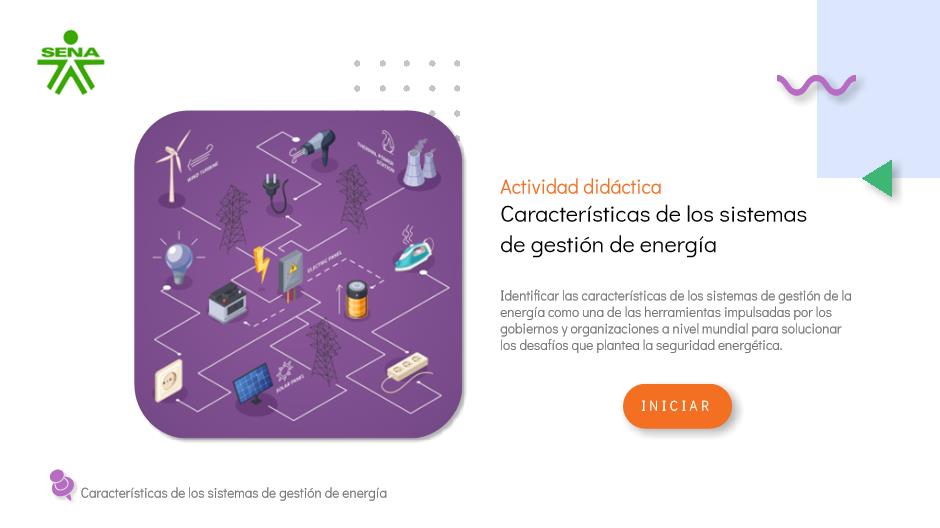 SENA
WIND TURBINE
THERMAL POWER
STATION
ELECTRIC PANEL
SOLAR PANEL
Actividad didáctica
Características de los sistemas
de gestión de energía
Identificar las características de los sistemas de gestión de la
energía como una de las herramientas impulsadas por los
gobiernos y organizaciones a nivel mundial para solucionar
los desafíos que plantea la seguridad energética.
INICIAR
Características de los sistemas de gestión de energía